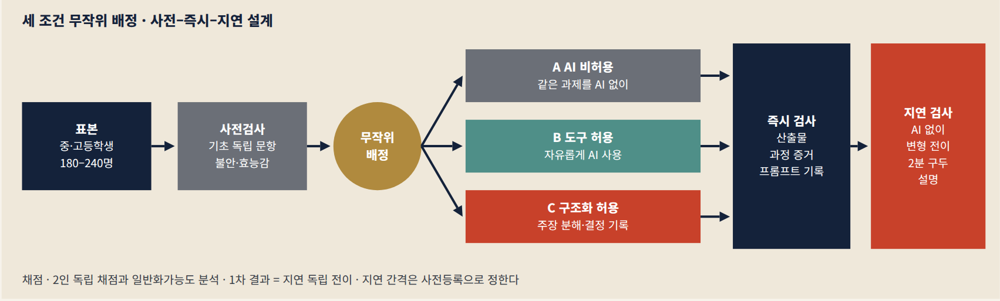 세 조건 무작위 배정 · 사전–즉시–지연 설계
표본
중·고등학생
180–240명
사전검사
기초 독립 문항
불안·효능감
무작위
배정
A AI 비허용
같은 과제를 AI 없이
B 도구 허용
자유롭게 AI 사용
C 구조화 허용
주장 분해·결정 기록
즉시 검사
산출물
과정 증거
프롬프트 기록
지연 검사
AI 없이
변형 전이
2분 구두
설명
채점 · 2인 독립 채점과 일반화가능도 분석 · 1차 결과 = 지연 독립 전이 · 지연 간격은 사전등록으로 정한다